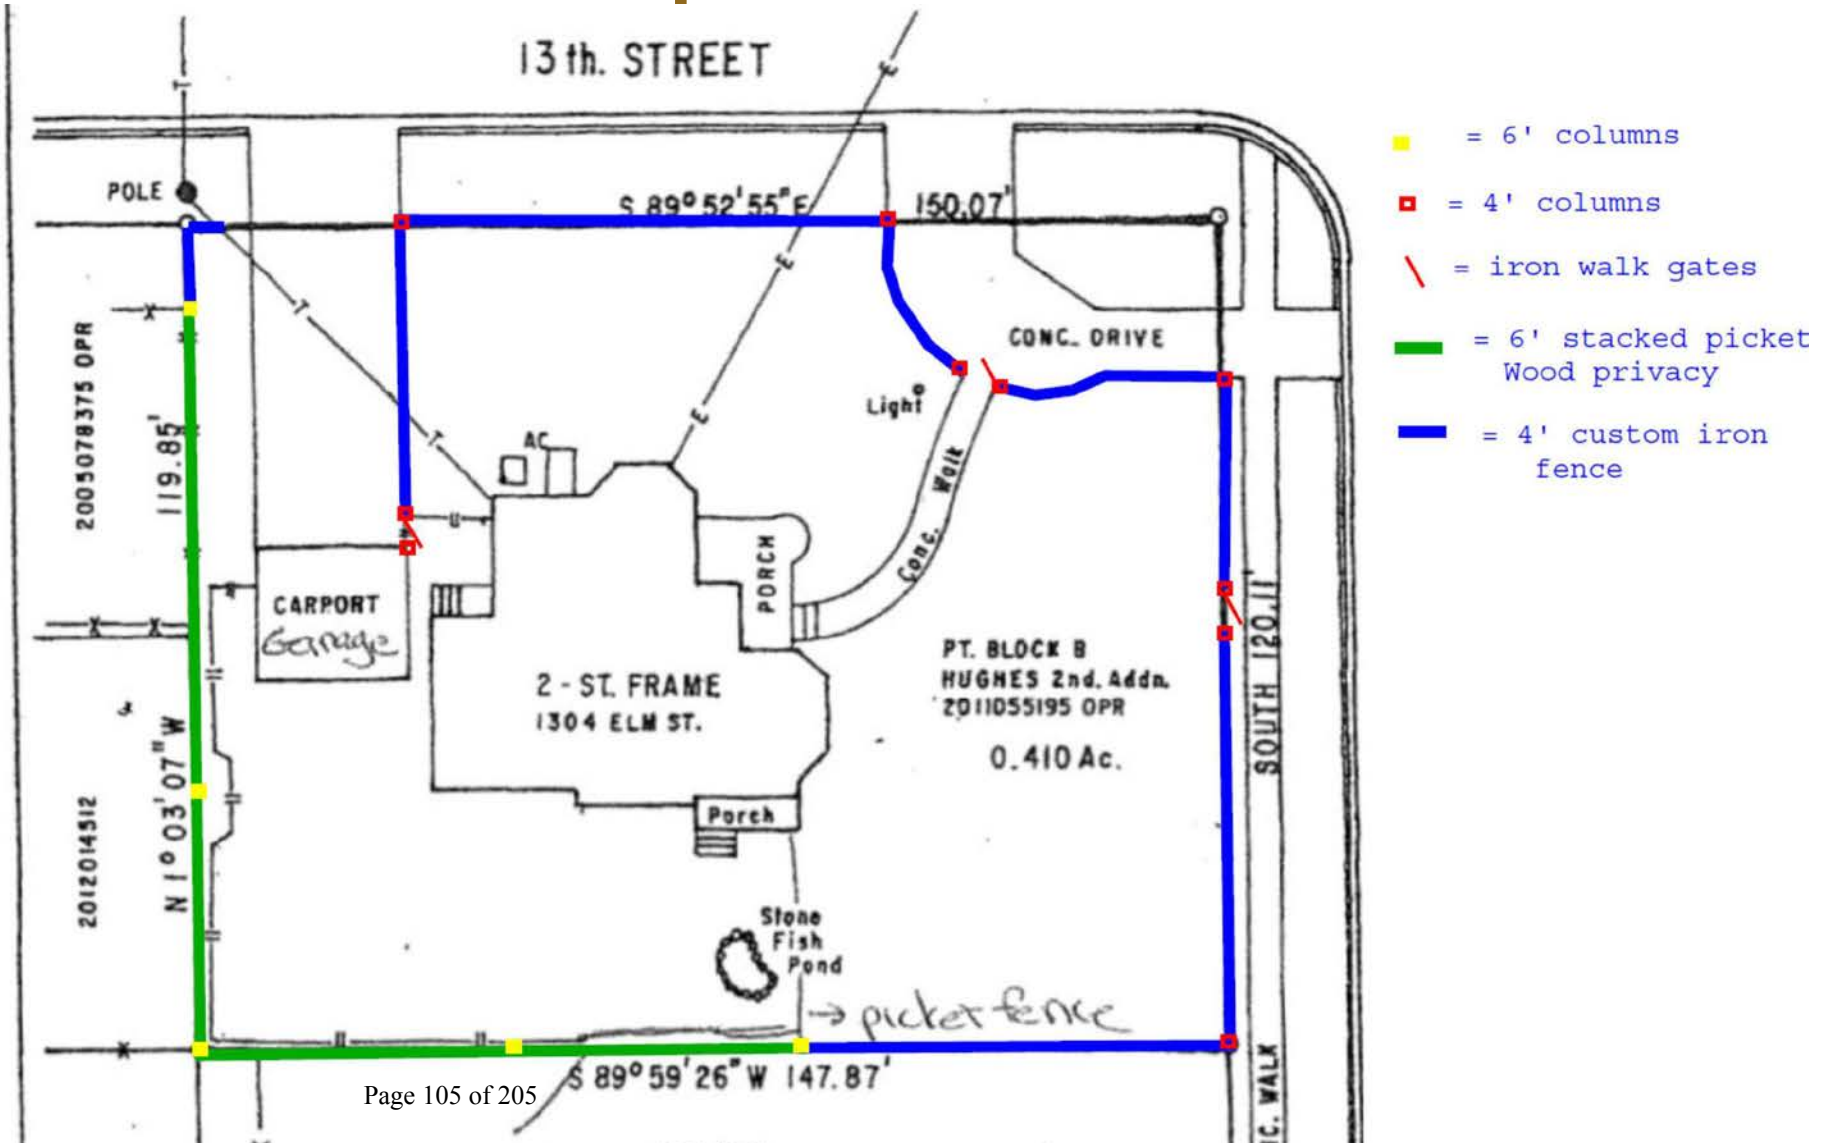 13th. STREET
T
E
POLE
S 89° 52' 55" E 150.07'
= 6' columns
= 4' columns
= iron walk gates
= 6' stacked picket
Wood privacy
= 4' custom iron
fence
E
T
CONC. DRIVE
Light
2005078375 OPR
119.85'
T
E
AC
Conc. Walk
PORCH
CARPORT
Garage
2 - ST. FRAME
1304 ELM ST.
PT. BLOCK B
HUGHES 2nd. Addn.
2011055195 OPR
0.410 Ac.
SOUTH 120.11'
N 1° 03' 07" W
2012014512
Porch
Stone
Fish
Pond
→ picket fence
S 89° 59' 26" W 147.87'
Page 105 of 205
C. WALK